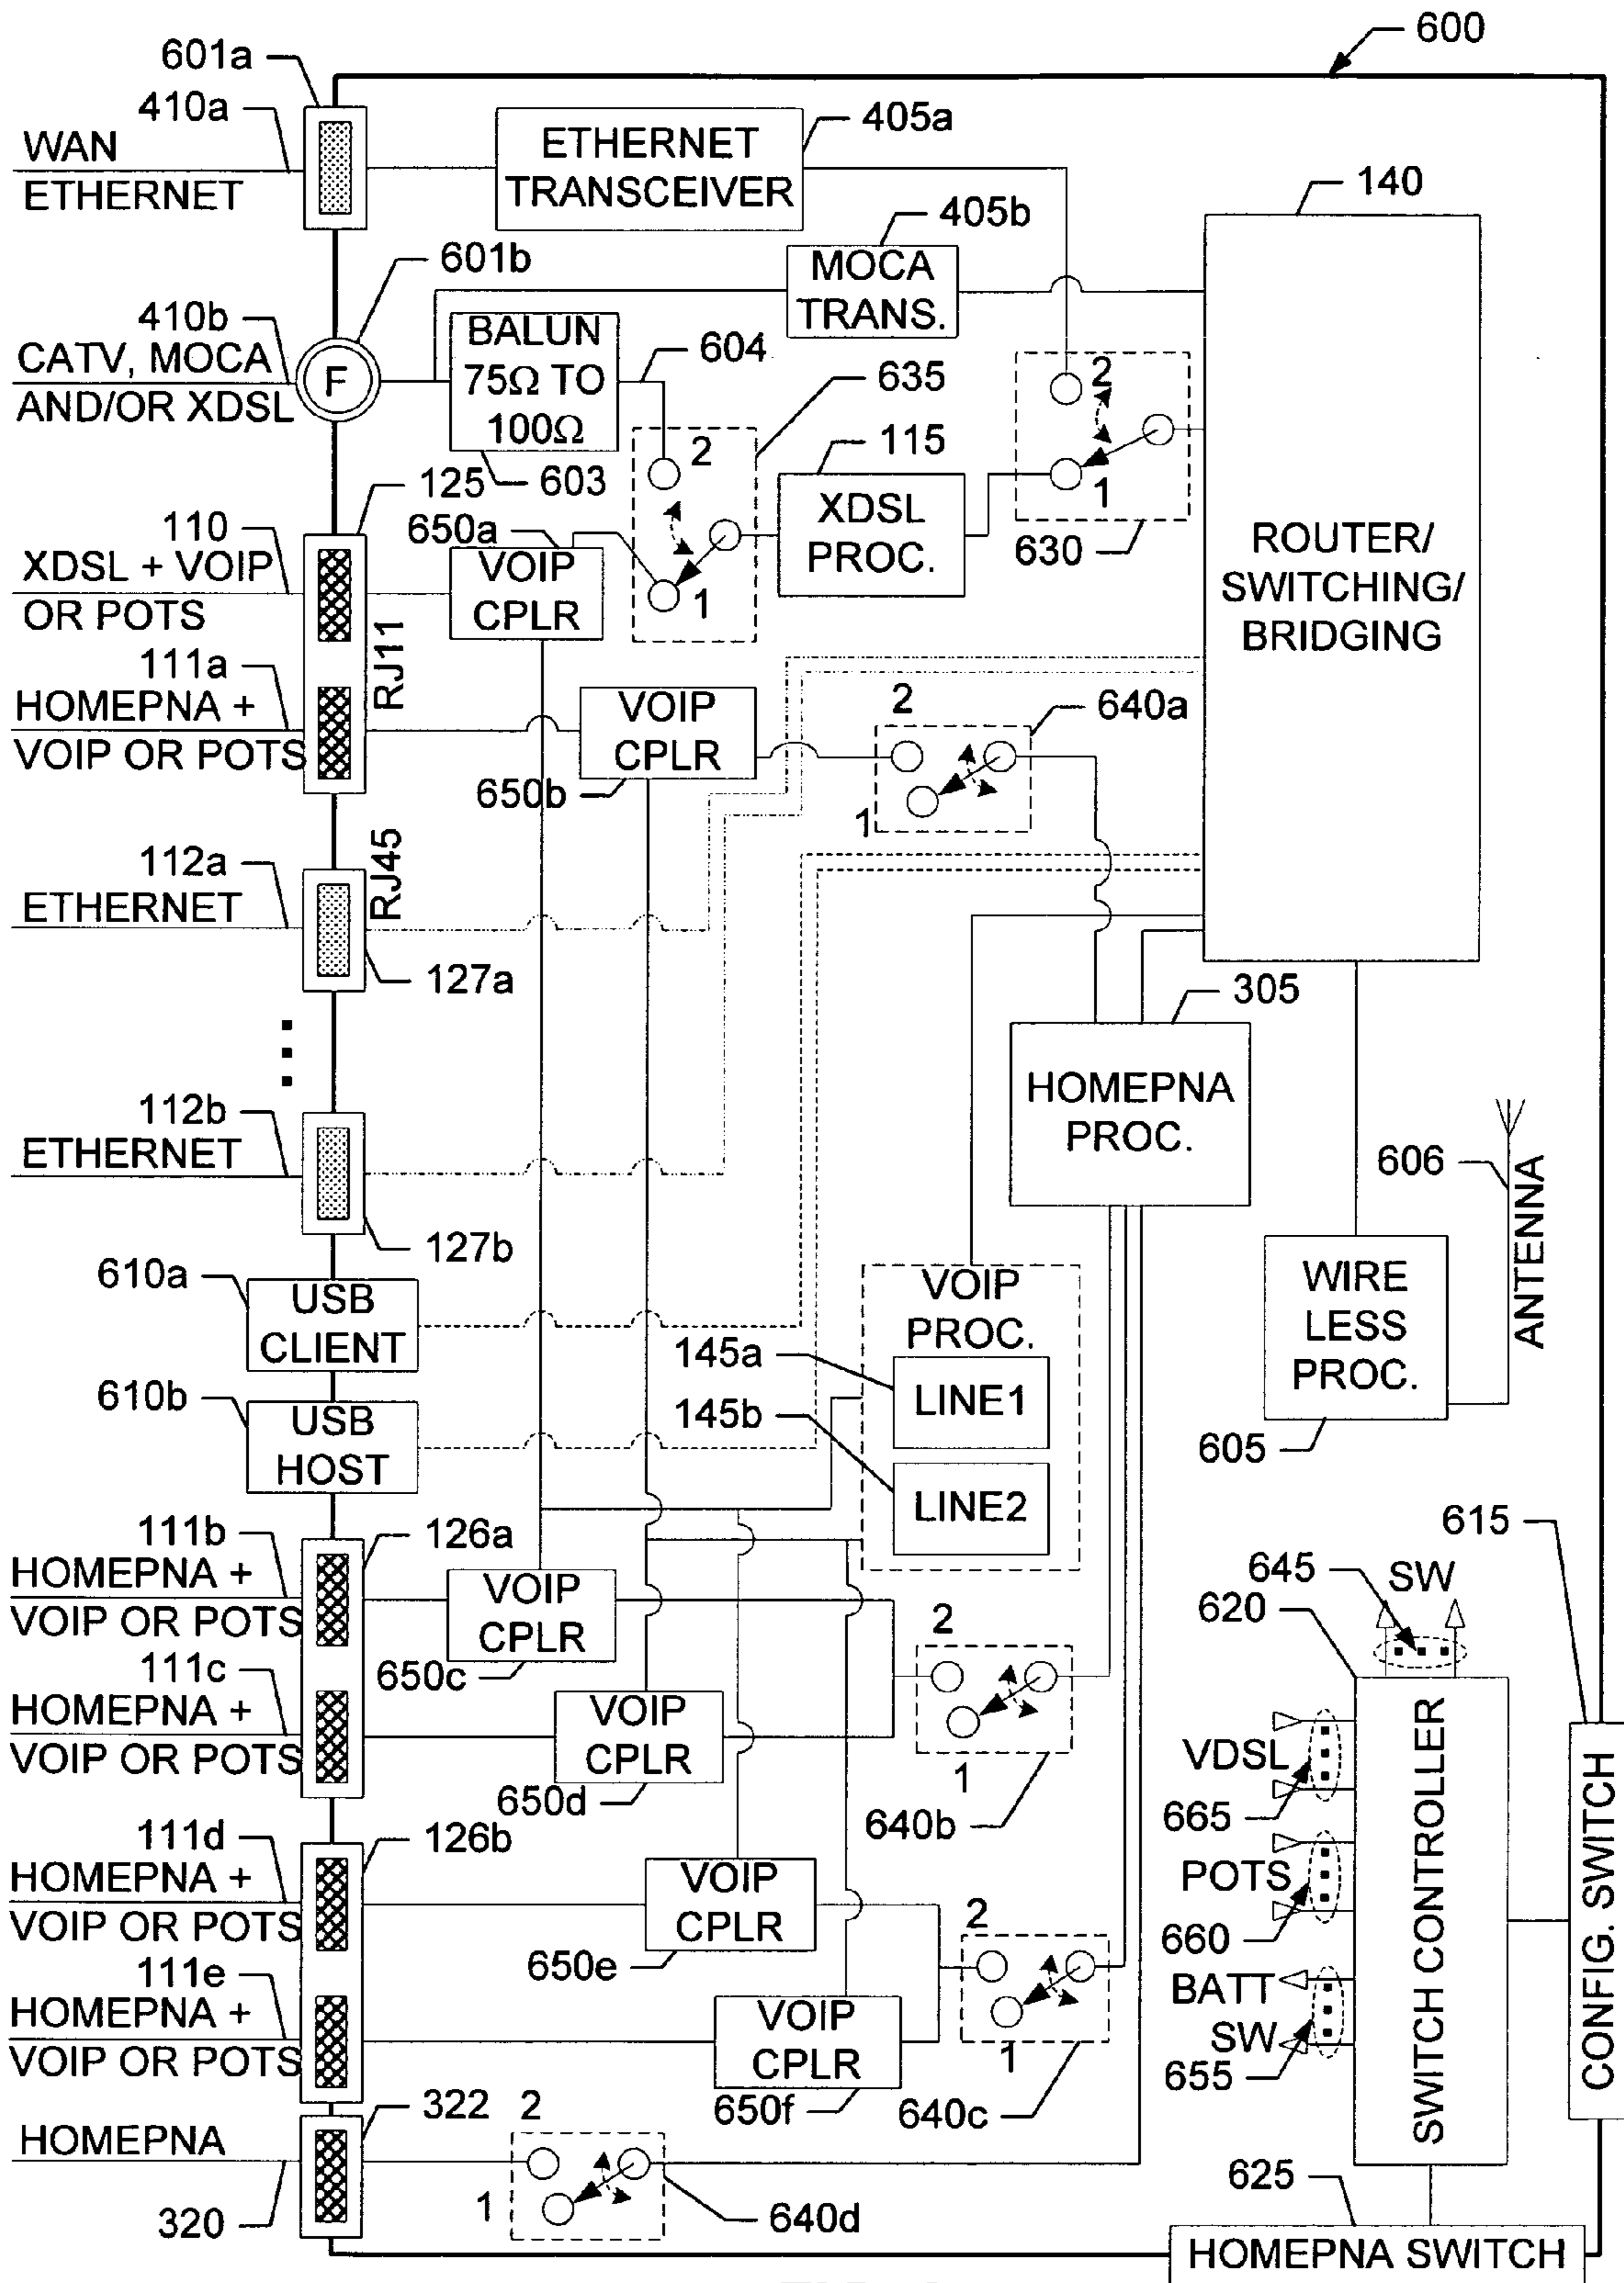 600
601a
410a
WAN
ETHERNET
ETHERNET
TRANSCEIVER
405a
140
405b
MOCA
TRANS.
601b
410b
CATV, MOCA
AND/OR XDSL
F
BALUN
75Ω TO
100Ω
604
603
635
2
1
115
XDSL
PROC.
2
1
630
ROUTER/
SWITCHING/
BRIDGING
125
110
XDSL + VOIP
OR POTS
650a
VOIP
CPLR
RJ11
111a
HOMEPNA +
VOIP OR POTS
VOIP
CPLR
650b
2
1
640a
RJ45
112a
ETHERNET
127a
305
HOMEPNA
PROC.
112b
ETHERNET
127b
606
ANTENNA
WIRE
LESS
PROC.
605
610a
USB
CLIENT
610b
USB
HOST
VOIP
PROC.
145a
LINE1
145b
LINE2
111b
HOMEPNA +
VOIP OR POTS
126a
VOIP
CPLR
650c
111c
HOMEPNA +
VOIP OR POTS
VOIP
CPLR
650d
2
1
640b
615
645
SW
620
VDSL
665
POTS
660
BATT
SW
655
SWITCH CONTROLLER
CONFIG. SWITCH
111d
HOMEPNA +
VOIP OR POTS
126b
VOIP
CPLR
650e
111e
HOMEPNA +
VOIP OR POTS
VOIP
CPLR
650f
2
1
640c
322
HOMEPNA
320
2
1
640d
625
HOMEPNA SWITCH